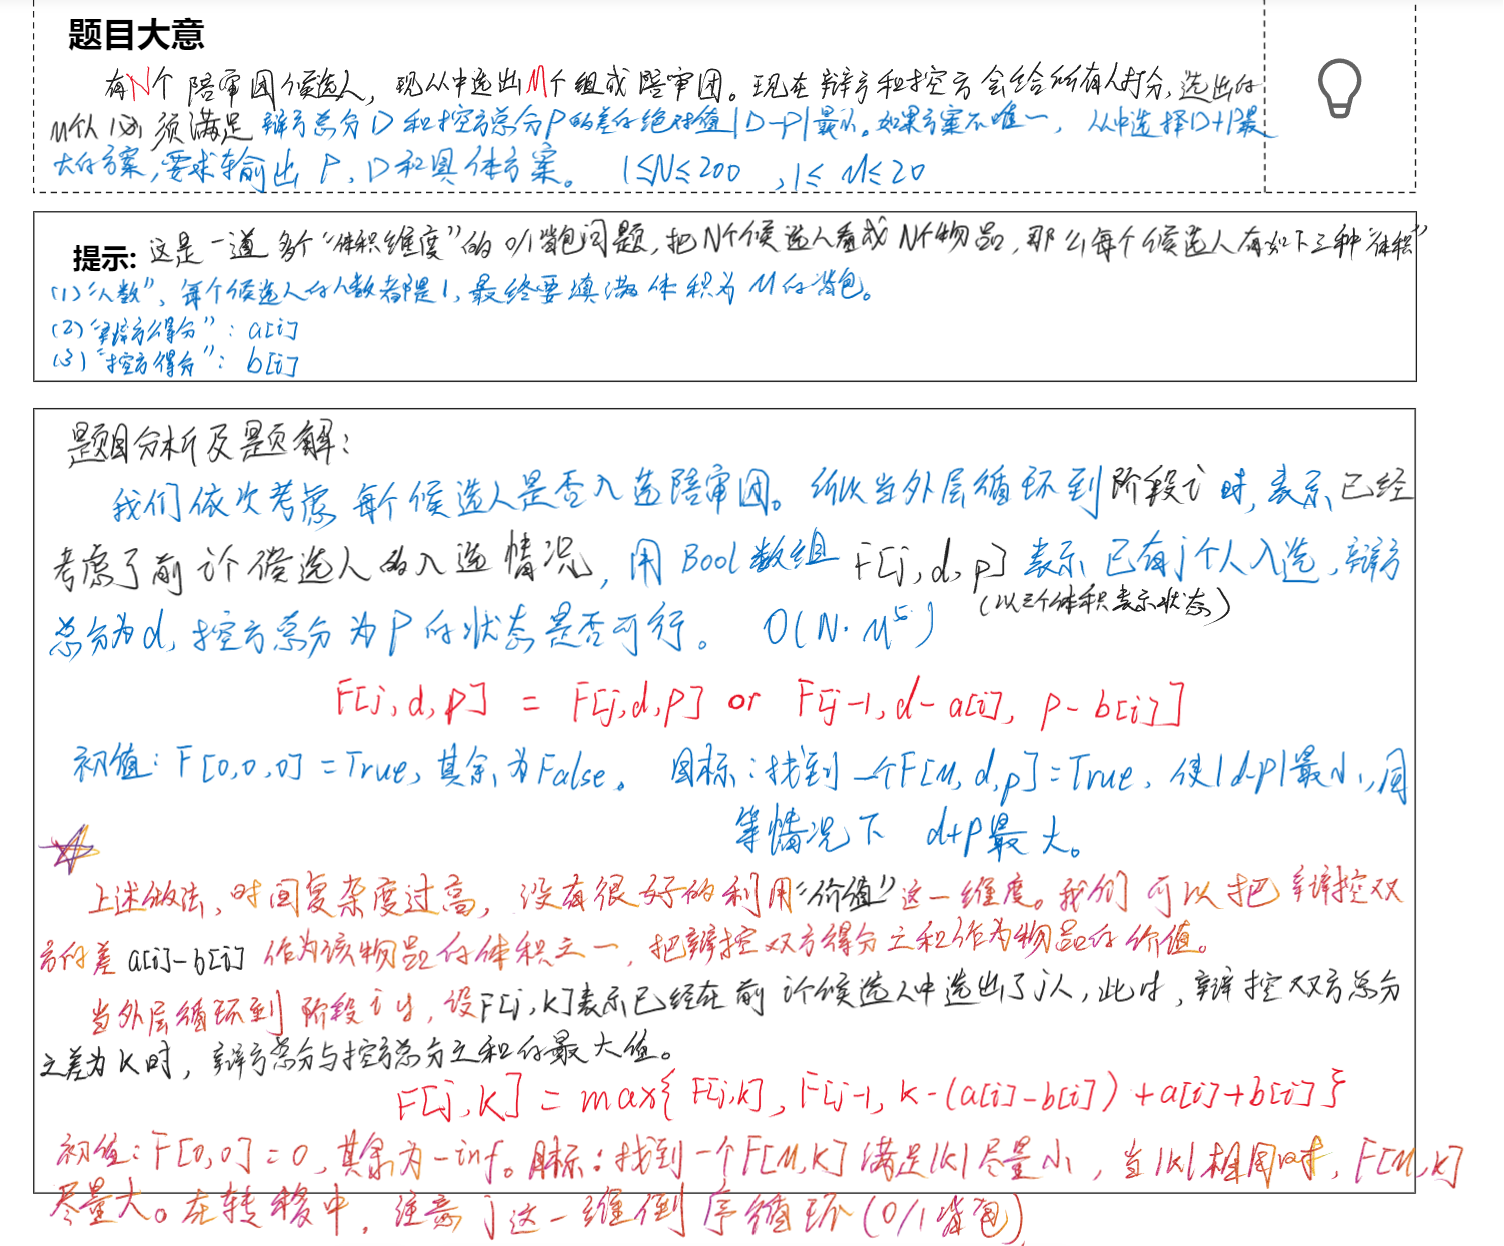 题目大意
有N个陪审团候选人，现从中选出M个组成陪审团。现在辩方和控方会给所有人打分，选出的
M个人必须满足辩方总分D和控方总分P的差的绝对值|D-P|最小。如果方案不唯一，从中选择D+P最
大的方案，要求输出P、D和具体方案。 1≤N≤200 ,1≤M≤20
提示: 这是一道多个“体积维度”的0/1背包问题，把N个候选人看成N个物品，那么每个候选人有如下三种“体积”
(1)“人数”，每个候选人的人数都是1，最终要填满体积为M的背包。
(2)“辩方得分”: a[i]
(3)“控方得分”: b[i]
题目分析及题解:
我们依次考虑每个候选人是否入选陪审团。所以当外层循环到阶段i时,表示已经
考虑了前i个候选人的入选情况,用Bool数组F[j,d,p]表示已有j个人入选,辩方
(以三个体积表示状态)
总分为d,控方总分为P的状态是否可行。 O(N·M⁵)
F[j,d,p] = F[j,d,p] or F[j-1,d-a[i],p-b[i]]
初值:F[0,0,0]=True,其余为False。 目标:找到一个F[M,d,p]=True,使|d-p|最小,同
等情况下 d+p最大。
上述做法,时间复杂度过高,没有很好的利用“价值”这一维度。我们可以把辩控双
方的差a[i]-b[i]作为该物品的体积之一,把辩控双方得分之和作为物品的价值。
当外层循环到阶段i时,设F[j,k]表示已经在前i个候选人中选出了j人,此时,辩控双方总分
之差为k时,辩方总分与控方总分之和的最大值。
F[j,k] = max{F[j,k],F[j-1,k-(a[i]-b[i])+a[i]+b[i]}
初值:F[0,0]=0,其余为-inf。目标:找到一个F[M,k]满足|k|尽量小,当|k|相同时,F[M,k]
尽量大。在转移中,注意j这一维倒序循环(0/1背包)